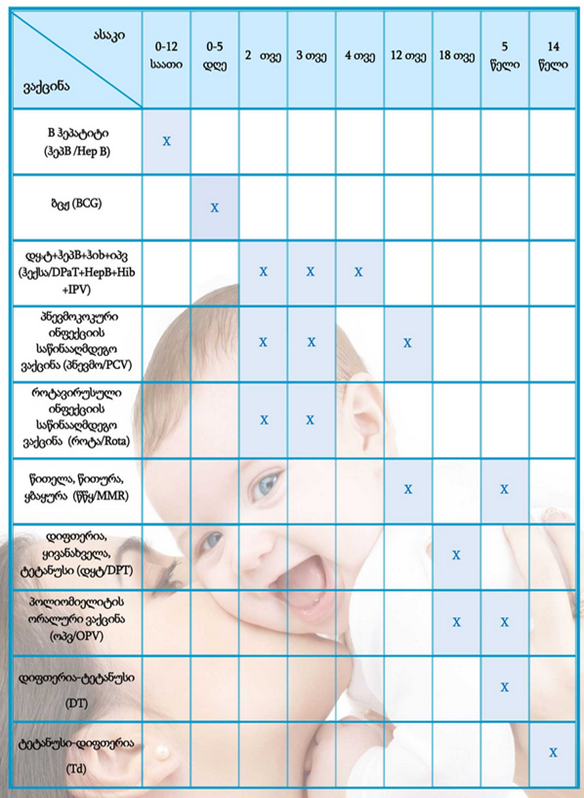 ასაკი
ვაქცინა
0-12
საათი
0-5
დღე
2 თვე
3 თვე
4 თვე
12 თვე
18 თვე
5
წელი
14
წელი
B ჰეპატიტი
(ჰეპB /Hep B)
X
ბცჟ (BCG)
X
დყტ+ჰეპB+ჰიბ+იპვ
(ჰექსა/DPaT+HepB+Hib
+IPV)
X X X
პნევმოკოკური
ინფექციის
საწინააღმდეგო
ვაქცინა (პნევმო/PCV)
X X X
როტავირუსული
ინფექციის
საწინააღმდეგო
ვაქცინა (როტა/Rota)
X X
წითელა, წითურა,
ყბაყურა (წწყ/MMR)
X X
დიფთერია,
ყივანახველა,
ტეტანუსი (დყტ/DPT)
X
პოლიომიელიტის
ორალური ვაქცინა
(ოპვ/OPV)
X X
დიფთერია-ტეტანუსი
(DT)
X
ტეტანუსი-დიფთერია
(Td)
X